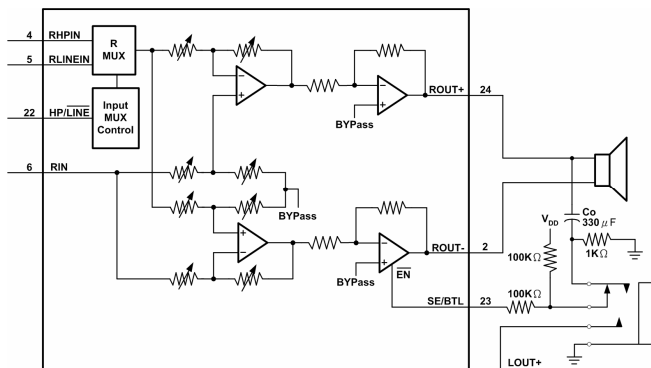 4 RHPIN
5 RLINEIN
R
MUX
22 HP/LINE
Input
MUX
Control
6 RIN
−
+
−
+
BYPass
ROUT+ 24
BYPass
+
−
−
+
BYPass
EN
ROUT- 2
SE/BTL 23
VDD
100KΩ
100KΩ
Co
330 μF
1KΩ
LOUT+